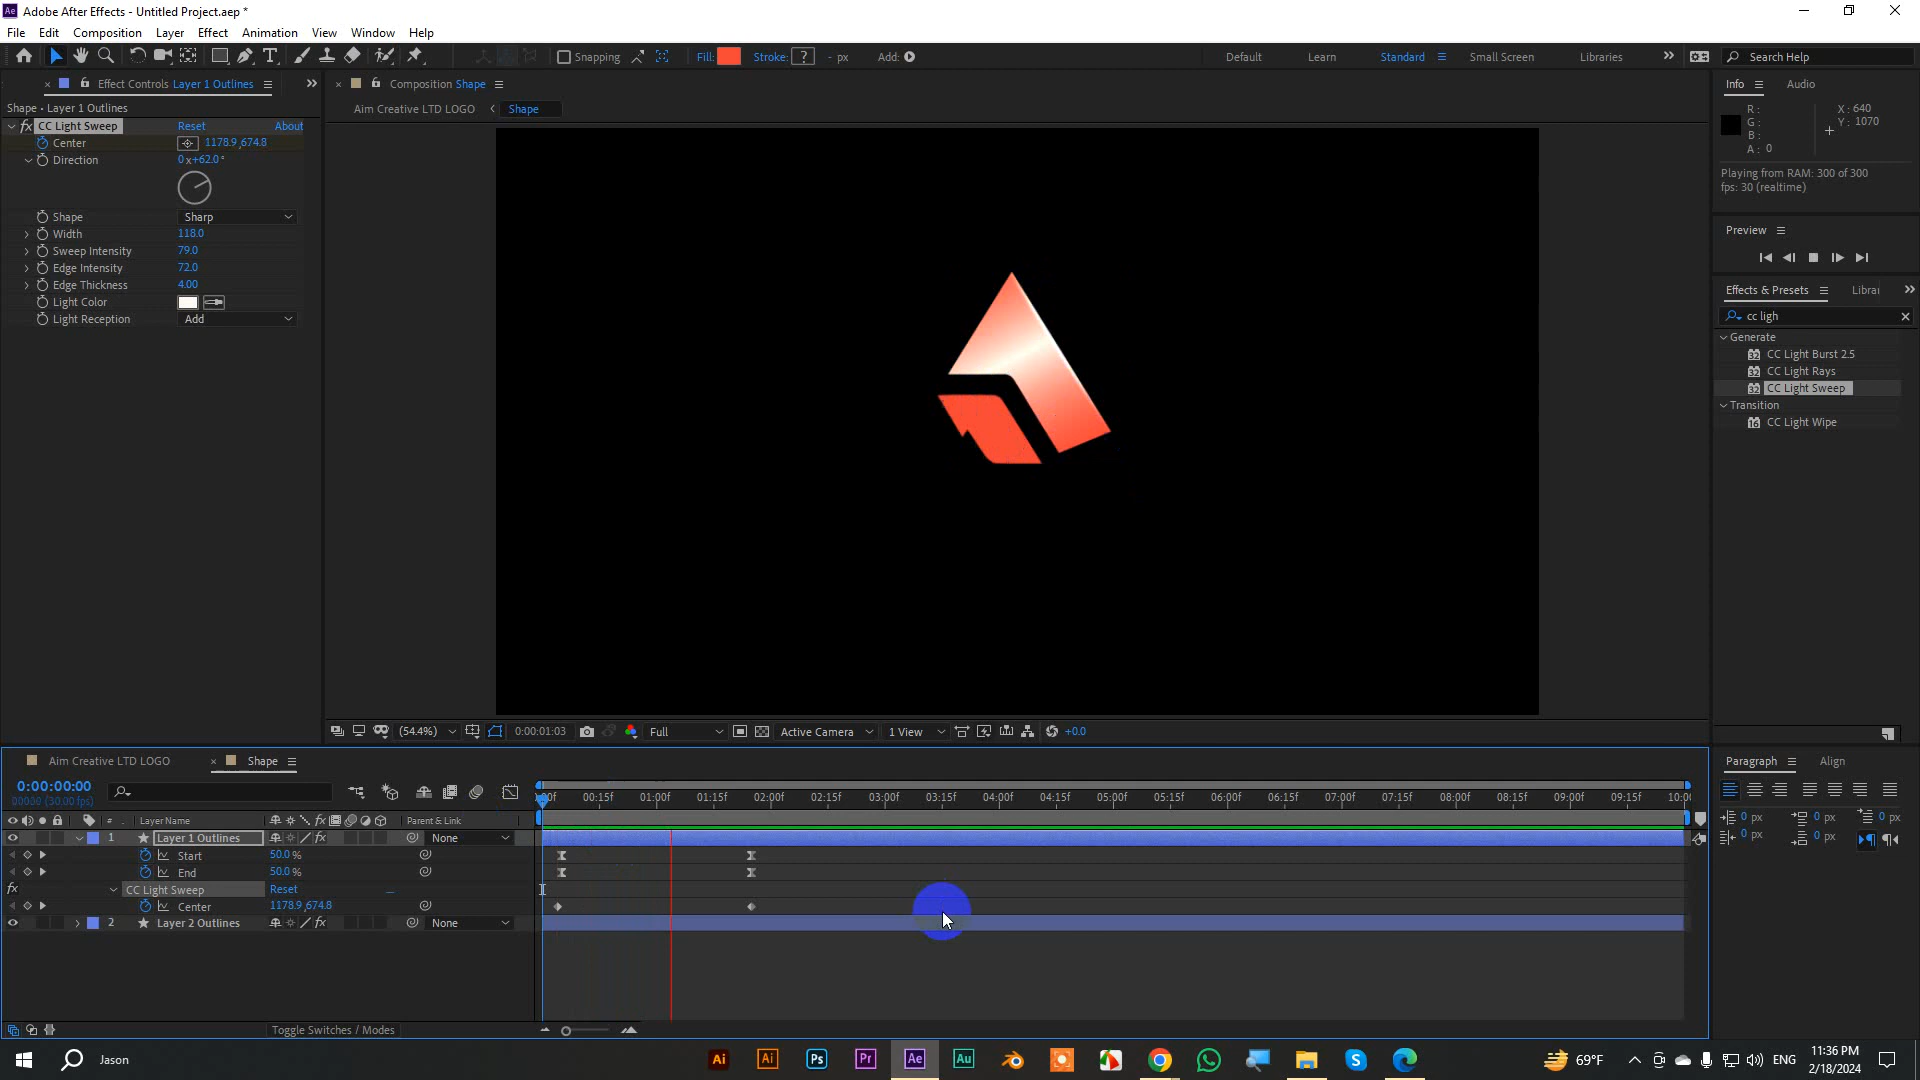 Adobe After Effects - Untitled Project.aep *
File Edit Composition Layer Effect Animation View Window Help
Snapping Fill: Stroke: ? - px Add: Default Learn Standard Small Screen Libraries Search Help
Effect Controls Layer 1 Outlines
Shape • Layer 1 Outlines
fx CC Light Sweep Reset About
Center 1178.9,674.8
Direction 0x+62.0°
Shape Sharp
Width 118.0
Sweep Intensity 79.0
Edge Intensity 72.0
Edge Thickness 4.00
Light Color
Light Reception Add
Composition Shape
Aim Creative LTD LOGO Shape
(54.4%) 0:00:01:03 Full Active Camera 1 View +0.0
Info Audio
R :
G :
B :
A : 0
X : 640
Y : 1070
Playing from RAM: 300 of 300
fps: 30 (realtime)
Preview
Effects & Presets Librar
cc ligh
Generate
CC Light Burst 2.5
CC Light Rays
CC Light Sweep
Transition
CC Light Wipe
Aim Creative LTD LOGO Shape
0:00:00:00
00000 (30.00 fps)
:00f 00:15f 01:00f 01:15f 02:00f 02:15f 03:00f 03:15f 04:00f 04:15f 05:00f 05:15f 06:00f 06:15f 07:00f 07:15f 08:00f 08:15f 09:00f 09:15f 10:00
# Layer Name Parent & Link
1 Layer 1 Outlines None
Start 50.0%
End 50.0%
fx CC Light Sweep Reset
Center 1178.9,674.8
2 Layer 2 Outlines None
Toggle Switches / Modes
Paragraph Align
0 px 0 px 0 px
0 px 0 px
Jason
Ai Ai Ps Pr Ae Au
69°F ENG
11:36 PM
2/18/2024